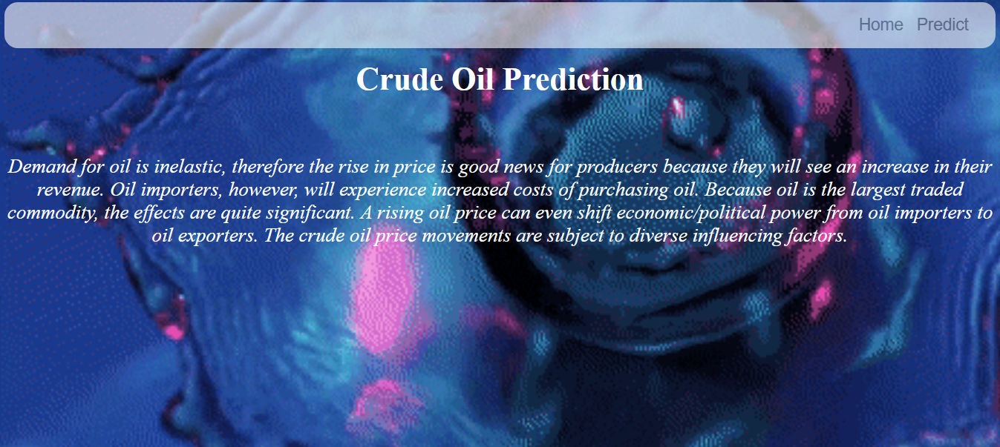 Home Predict
Crude Oil Prediction
Demand for oil is inelastic, therefore the rise in price is good news for producers because they will see an increase in their
revenue. Oil importers, however, will experience increased costs of purchasing oil. Because oil is the largest traded
commodity, the effects are quite significant. A rising oil price can even shift economic/political power from oil importers to
oil exporters. The crude oil price movements are subject to diverse influencing factors.